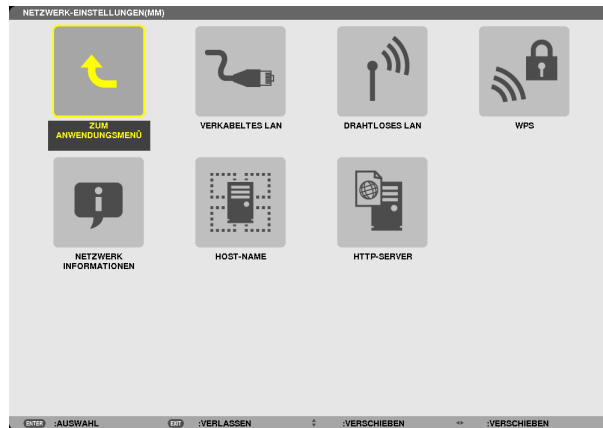 NETZWERK-EINSTELLUNGEN(MM)
ZUM
ANWENDUNGSMENÜ
VERKABELTES LAN
DRAHTLOSES LAN
WPS
NETZWERK
INFORMATIONEN
HOST-NAME
HTTP-SERVER
ENTER :AUSWAHL EXIT :VERLASSEN :VERSCHIEBEN :VERSCHIEBEN